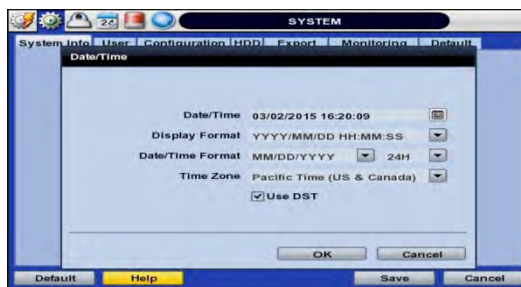 24
SYSTEM
System Info User Configuration HDD Export Monitoring Default
Date/Time
Date/Time 03/02/2015 16:20:09
Display Format YYYY/MM/DD HH:MM:SS
Date/Time Format MM/DD/YYYY 24H
Time Zone Pacific Time (US & Canada)
Use DST
OK Cancel
Default Help Save Cancel